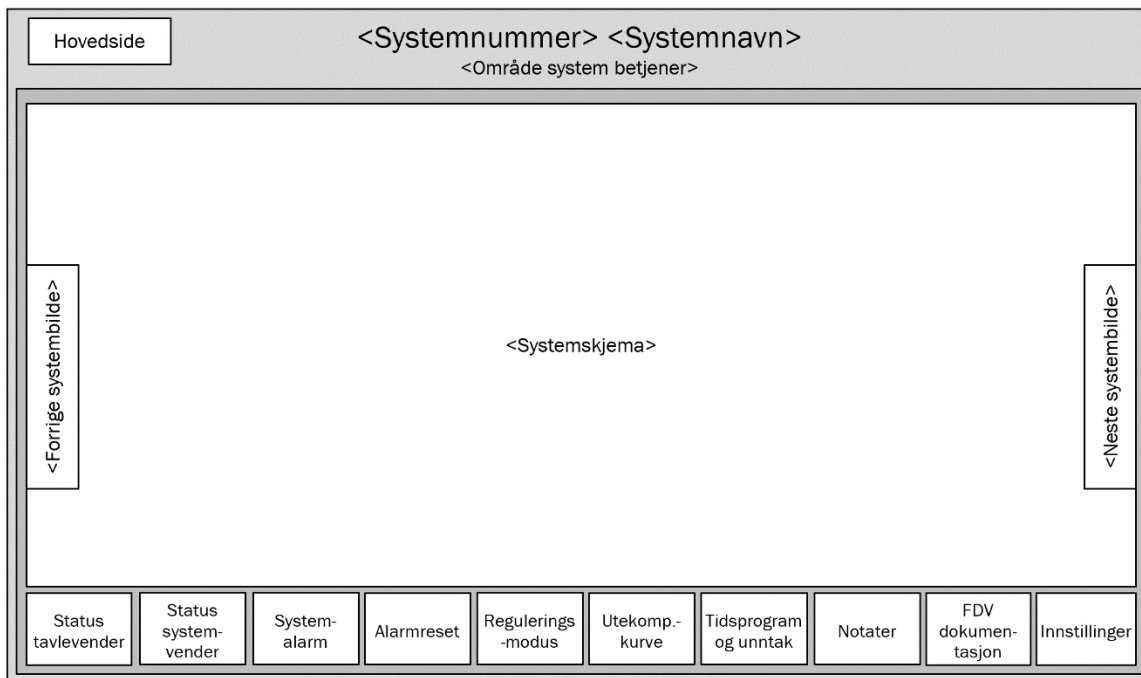 Hovedside
<Systemnummer> <Systemnavn>
<Område system betjener>
<Forrige systembilde>
<Systemskjema>
<Neste systembilde>
Status
tavlevender
Status
system-
vender
System-
alarm
Alarmreset
Regulerings
-modus
Utekomp.-
kurve
Tidsprogram
og unntak
Notater
FDV
dokumen-
tasjon
Innstillinger